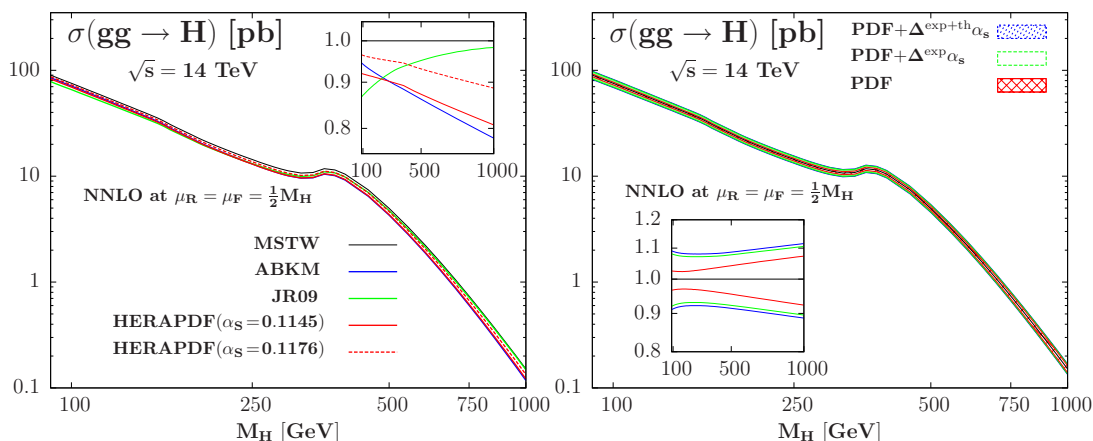 σ(gg → H) [pb]
√s = 14 TeV
1.0
0.9
0.8
100
500
1000
100
10
1
0.1
NNLO at μR = μF = ½MH
MSTW
ABKM
JR09
HERAPDF(αS=0.1145)
HERAPDF(αS=0.1176)
100
250
500
750
1000
MH [GeV]
σ(gg → H) [pb]
√s = 14 TeV
PDF+Δexp+thαs
PDF+Δexpαs
PDF
100
10
1
0.1
NNLO at μR = μF = ½MH
1.2
1.1
1.0
0.9
0.8
100
500
1000
100
250
500
750
1000
MH [GeV]